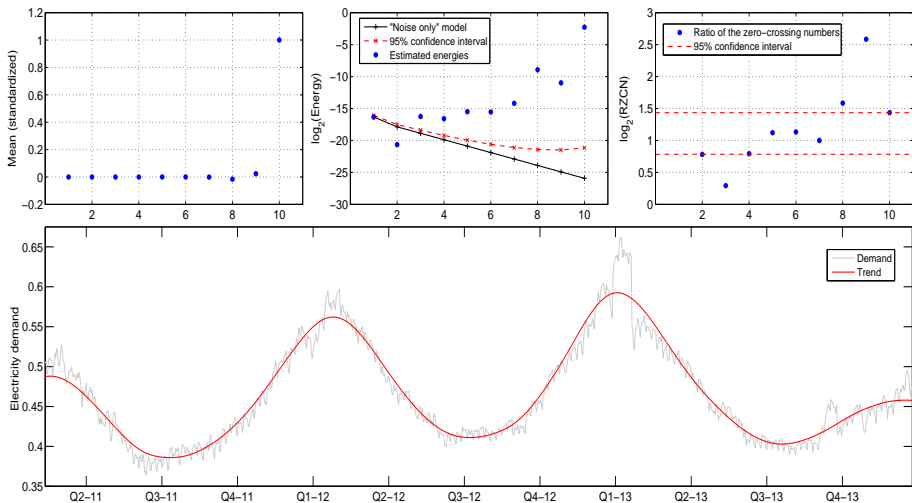 Mean (standardized)
1.2
1
0.8
0.6
0.4
0.2
0
−0.2
2 4 6 8 10
log2(Energy)
0
−5
−10
−15
−20
−25
−30
"Noise only" model
95% confidence interval
Estimated energies
2 4 6 8 10
log2(RZCN)
3
2.5
2
1.5
1
0.5
0
Ratio of the zero−crossing numbers
95% confidence interval
2 4 6 8 10
Electricity demand
0.65
0.6
0.55
0.5
0.45
0.4
0.35
Demand
Trend
Q2−11 Q3−11 Q4−11 Q1−12 Q2−12 Q3−12 Q4−12 Q1−13 Q2−13 Q3−13 Q4−13